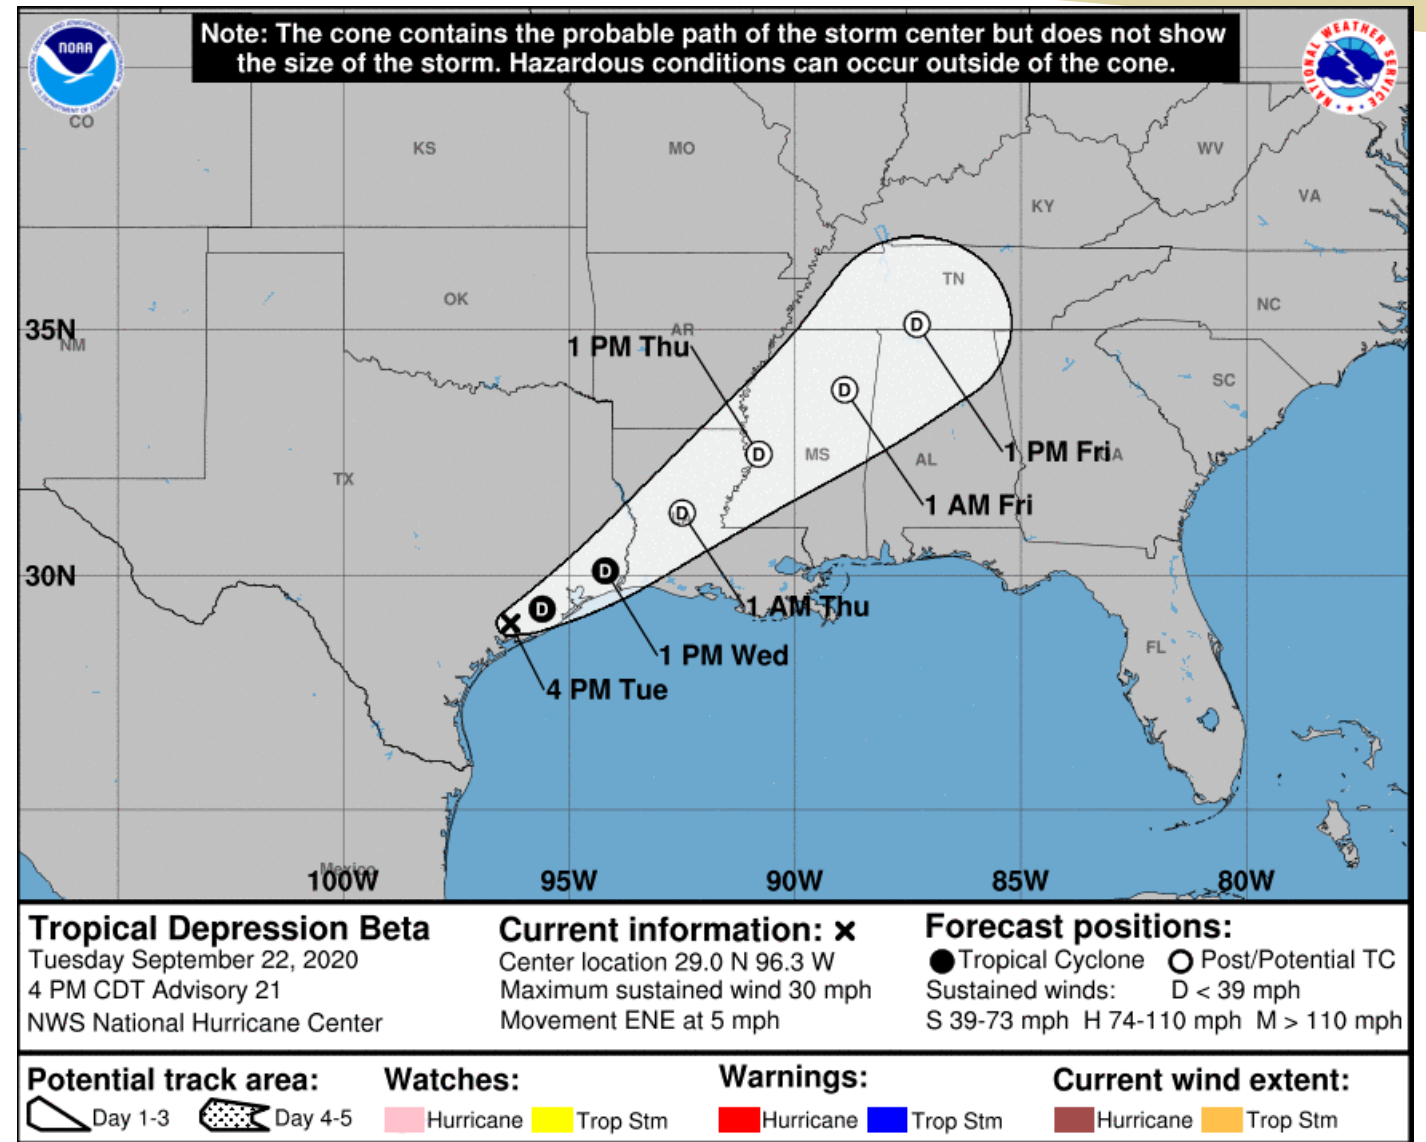 Note: The cone contains the probable path of the storm center but does not show
the size of the storm. Hazardous conditions can occur outside of the cone.
NOAA
NATIONAL WEATHER SERVICE
CO
KS
MO
WV
VA
KY
TN
OK
NC
35N
NM
AR
1 PM Thu
SC
TX
MS
AL
1 PM Fri
GA
1 AM Fri
30N
1 AM Thu
1 PM Wed
FL
4 PM Tue
D
D
D
D
D
D
Mexico
100W
95W
90W
85W
80W
Tropical Depression Beta
Tuesday September 22, 2020
4 PM CDT Advisory 21
NWS National Hurricane Center
Current information: x
Center location 29.0 N 96.3 W
Maximum sustained wind 30 mph
Movement ENE at 5 mph
Forecast positions:
Tropical Cyclone Post/Potential TC
Sustained winds: D < 39 mph
S 39-73 mph H 74-110 mph M > 110 mph
Potential track area:
Day 1-3 Day 4-5
Watches:
Hurricane Trop Stm
Warnings:
Hurricane Trop Stm
Current wind extent:
Hurricane Trop Stm